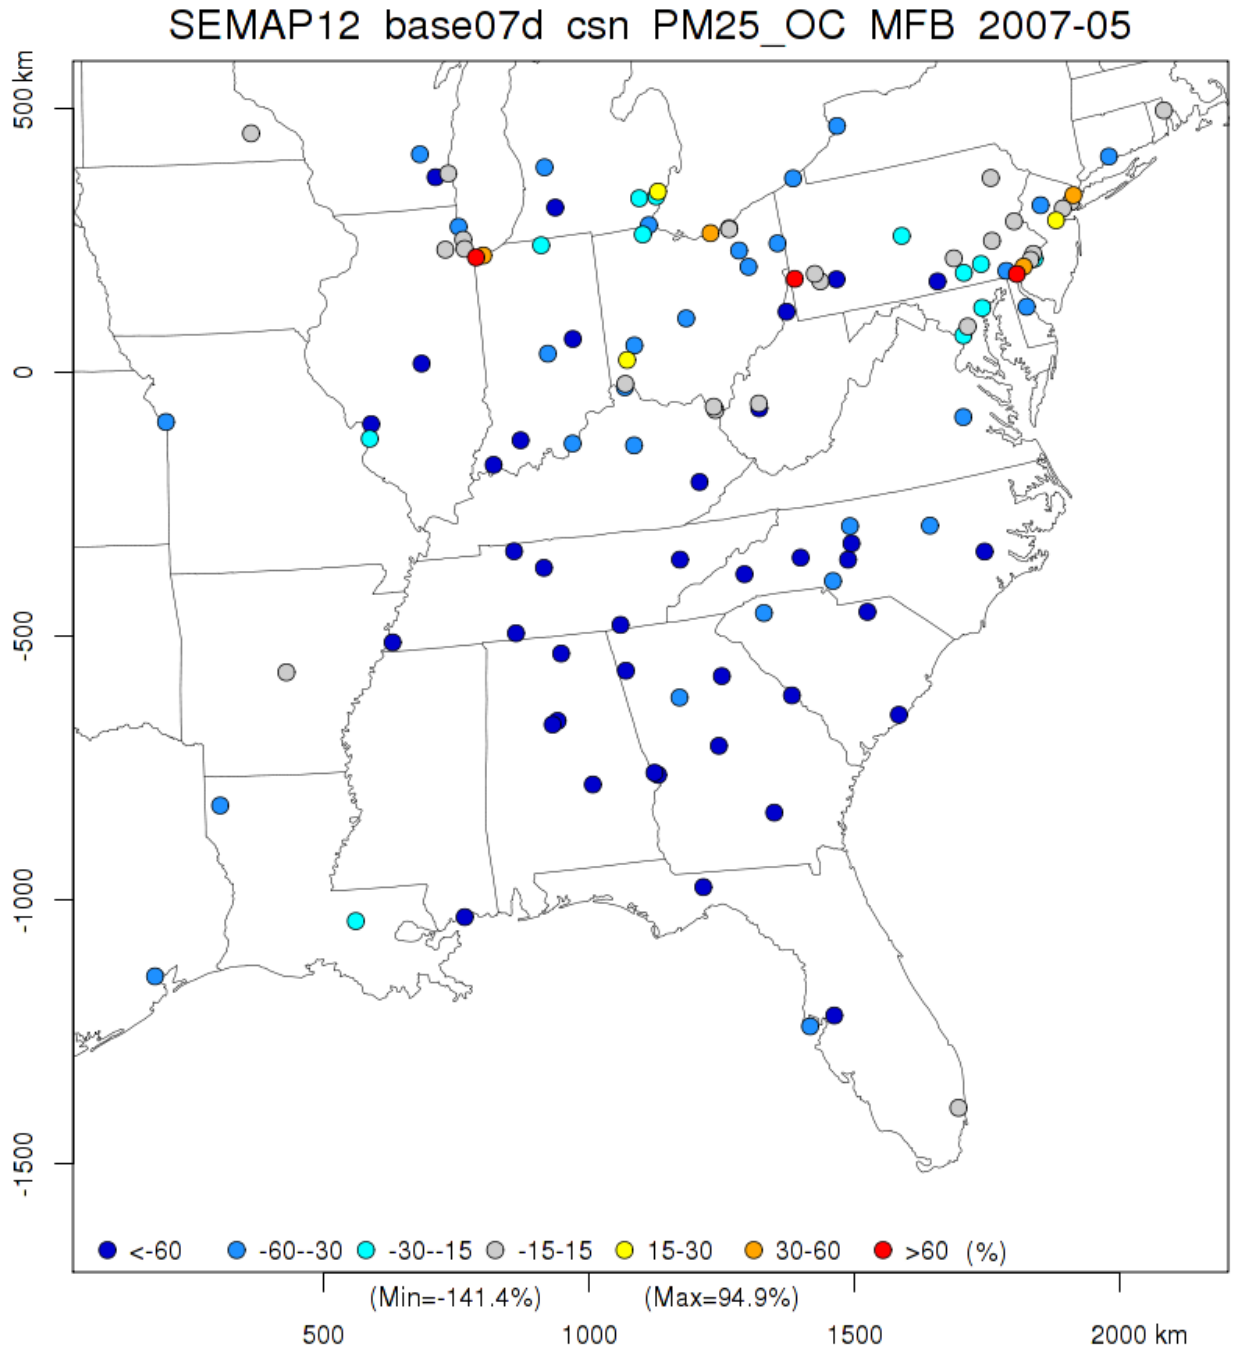 SEMAP12 base07d csn PM25_OC MFB 2007-05
500 km
0
-500
-1000
-1500
<-60 -60--30 -30--15 -15-15 15-30 30-60 >60 (%)
(Min=-141.4%) (Max=94.9%)
500 1000 1500 2000 km